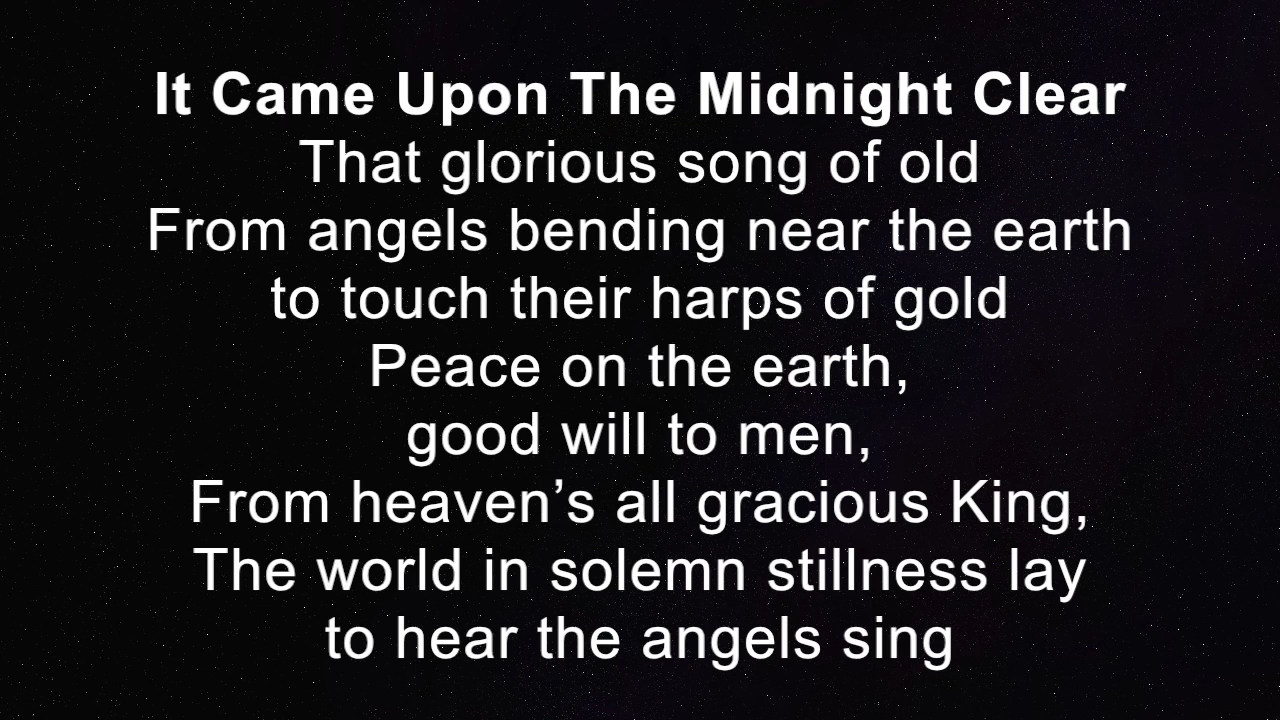 It Came Upon The Midnight Clear
That glorious song of old
From angels bending near the earth
to touch their harps of gold
Peace on the earth,
good will to men,
From heaven’s all gracious King,
The world in solemn stillness lay
to hear the angels sing